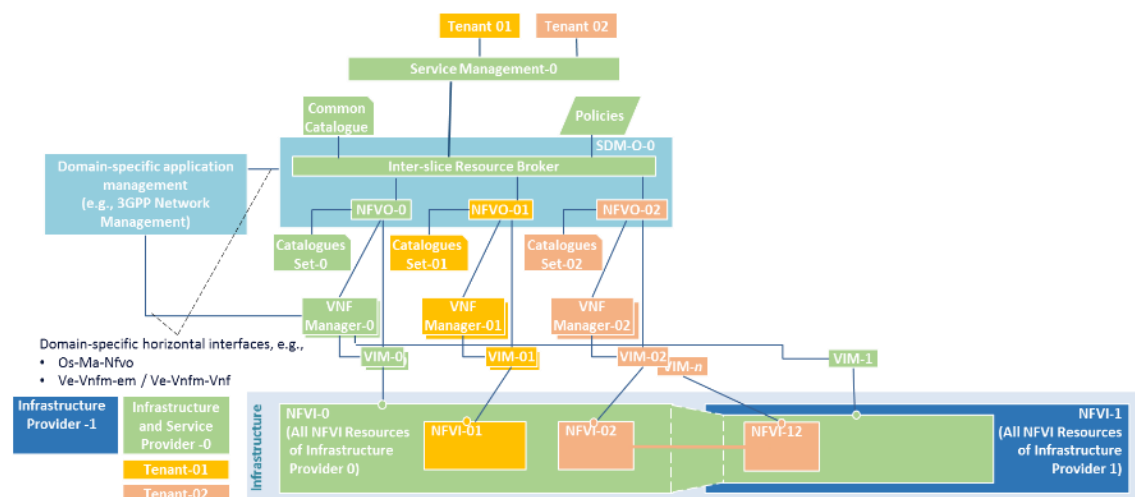 Tenant 01
Tenant 02
Service Management-0
Common
Catalogue
Policies
SDM-O-0
Inter-slice Resource Broker
Domain-specific application
management
(e.g., 3GPP Network
Management)
NFVO-0
NFVO-01
NFVO-02
Catalogues
Set-0
Catalogues
Set-01
Catalogues
Set-02
VNF
Manager-0
VNF
Manager-01
VNF
Manager-02
Domain-specific horizontal interfaces, e.g.,
• Os-Ma-Nfvo
• Ve-Vnfm-em / Ve-Vnfm-Vnf
VIM-0
VIM-01
VIM-02
VIM-n
VIM-1
Infrastructure
Provider -1
Infrastructure
and Service
Provider -0
Tenant-01
Tenant-02
Infrastructure
NFVI-0
(All NFVI Resources
of Infrastructure
Provider 0)
NFVI-01
NFVI-02
NFVI-12
NFVI-1
(All NFVI Resources
of Infrastructure
Provider 1)